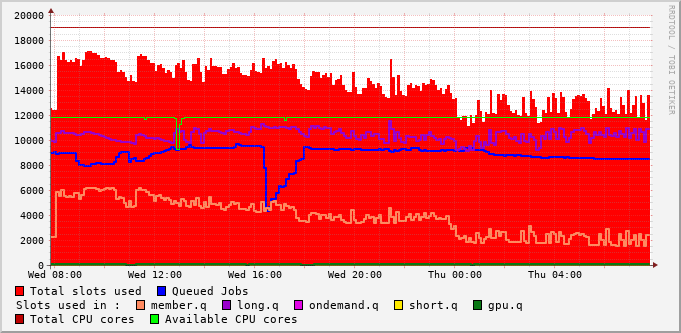 RRDTOOL / TOBI OETIKER
20000
18000
16000
14000
12000
10000
8000
6000
4000
2000
0
Wed 08:00 Wed 12:00 Wed 16:00 Wed 20:00 Thu 00:00 Thu 04:00
Total slots used Queued Jobs
Slots used in : member.q long.q ondemand.q short.q gpu.q
Total CPU cores Available CPU cores